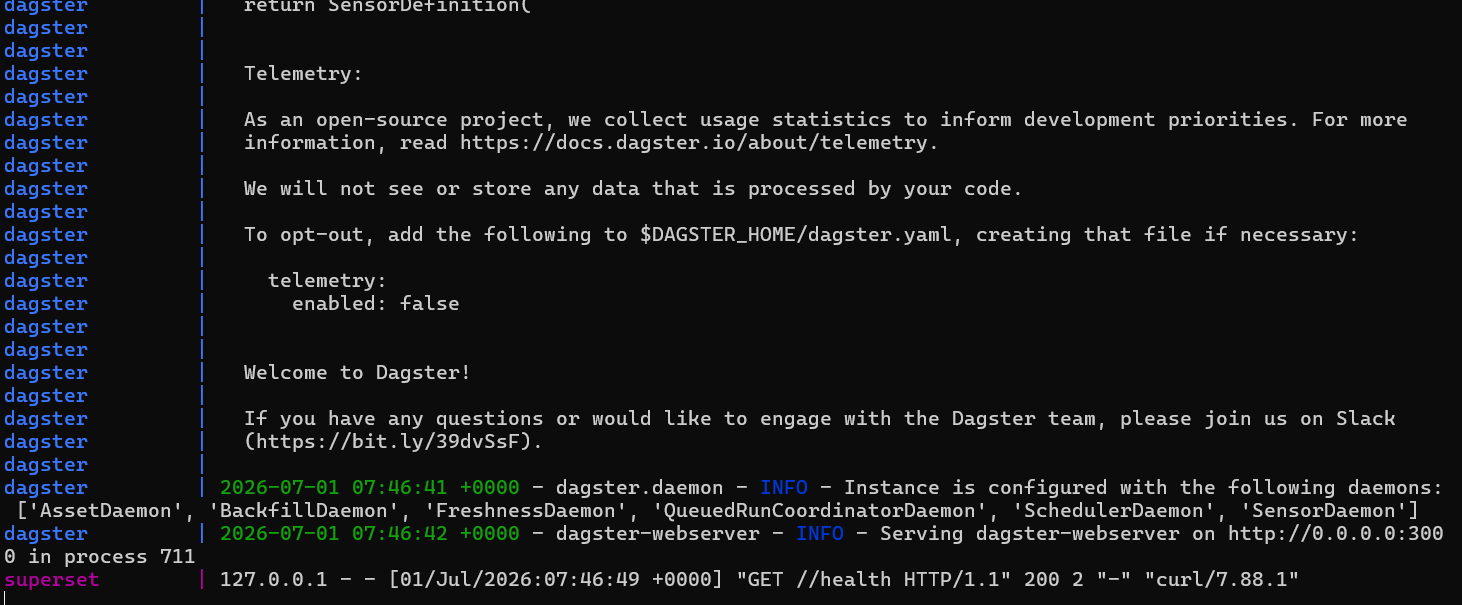 dagster | return SensorDefinition(
dagster |
dagster |
dagster | Telemetry:
dagster |
dagster | As an open-source project, we collect usage statistics to inform development priorities. For more
dagster | information, read https://docs.dagster.io/about/telemetry.
dagster |
dagster | We will not see or store any data that is processed by your code.
dagster |
dagster | To opt-out, add the following to $DAGSTER_HOME/dagster.yaml, creating that file if necessary:
dagster |
dagster | telemetry:
dagster | enabled: false
dagster |
dagster |
dagster | Welcome to Dagster!
dagster |
dagster | If you have any questions or would like to engage with the Dagster team, please join us on Slack
dagster | (https://bit.ly/39dvSsF).
dagster |
dagster | 2026-07-01 07:46:41 +0000 - dagster.daemon - INFO - Instance is configured with the following daemons:
['AssetDaemon', 'BackfillDaemon', 'FreshnessDaemon', 'QueuedRunCoordinatorDaemon', 'SchedulerDaemon', 'SensorDaemon']
dagster | 2026-07-01 07:46:42 +0000 - dagster-webserver - INFO - Serving dagster-webserver on http://0.0.0.0:300
0 in process 711
superset | 127.0.0.1 - - [01/Jul/2026:07:46:49 +0000] "GET //health HTTP/1.1" 200 2 "-" "curl/7.88.1"